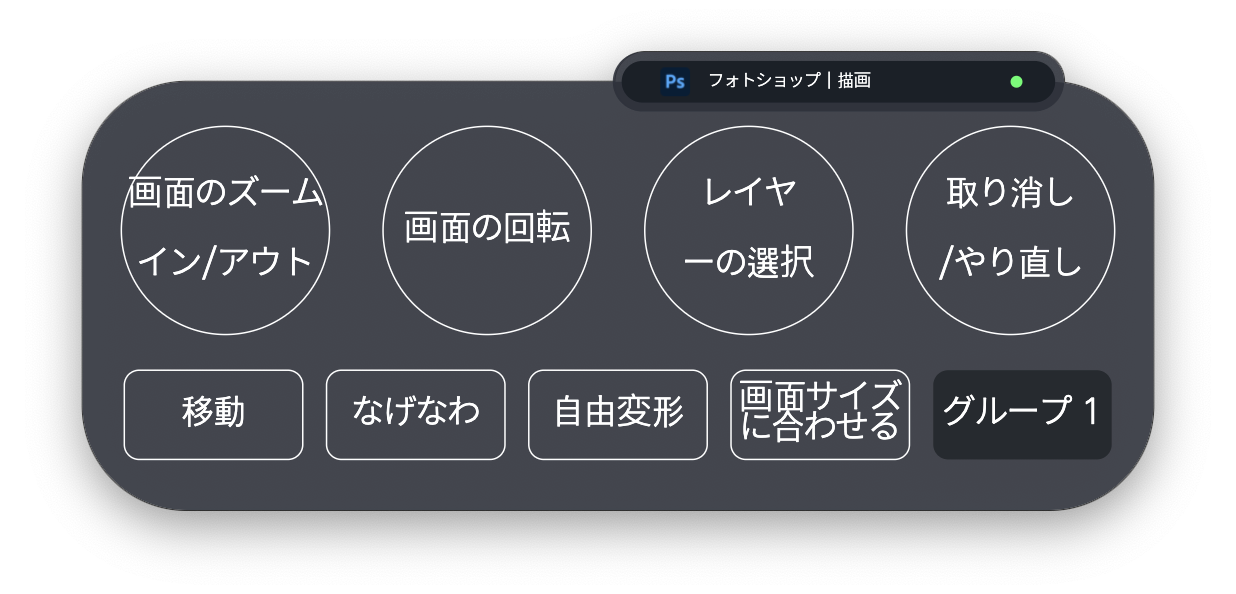 Ps フォトショップ | 描画
画面のズーム
イン/アウト
画面の回転
レイヤ
ーの選択
取り消し
/やり直し
移動
なげなわ
自由変形
画面サイズ
に合わせる
グループ 1